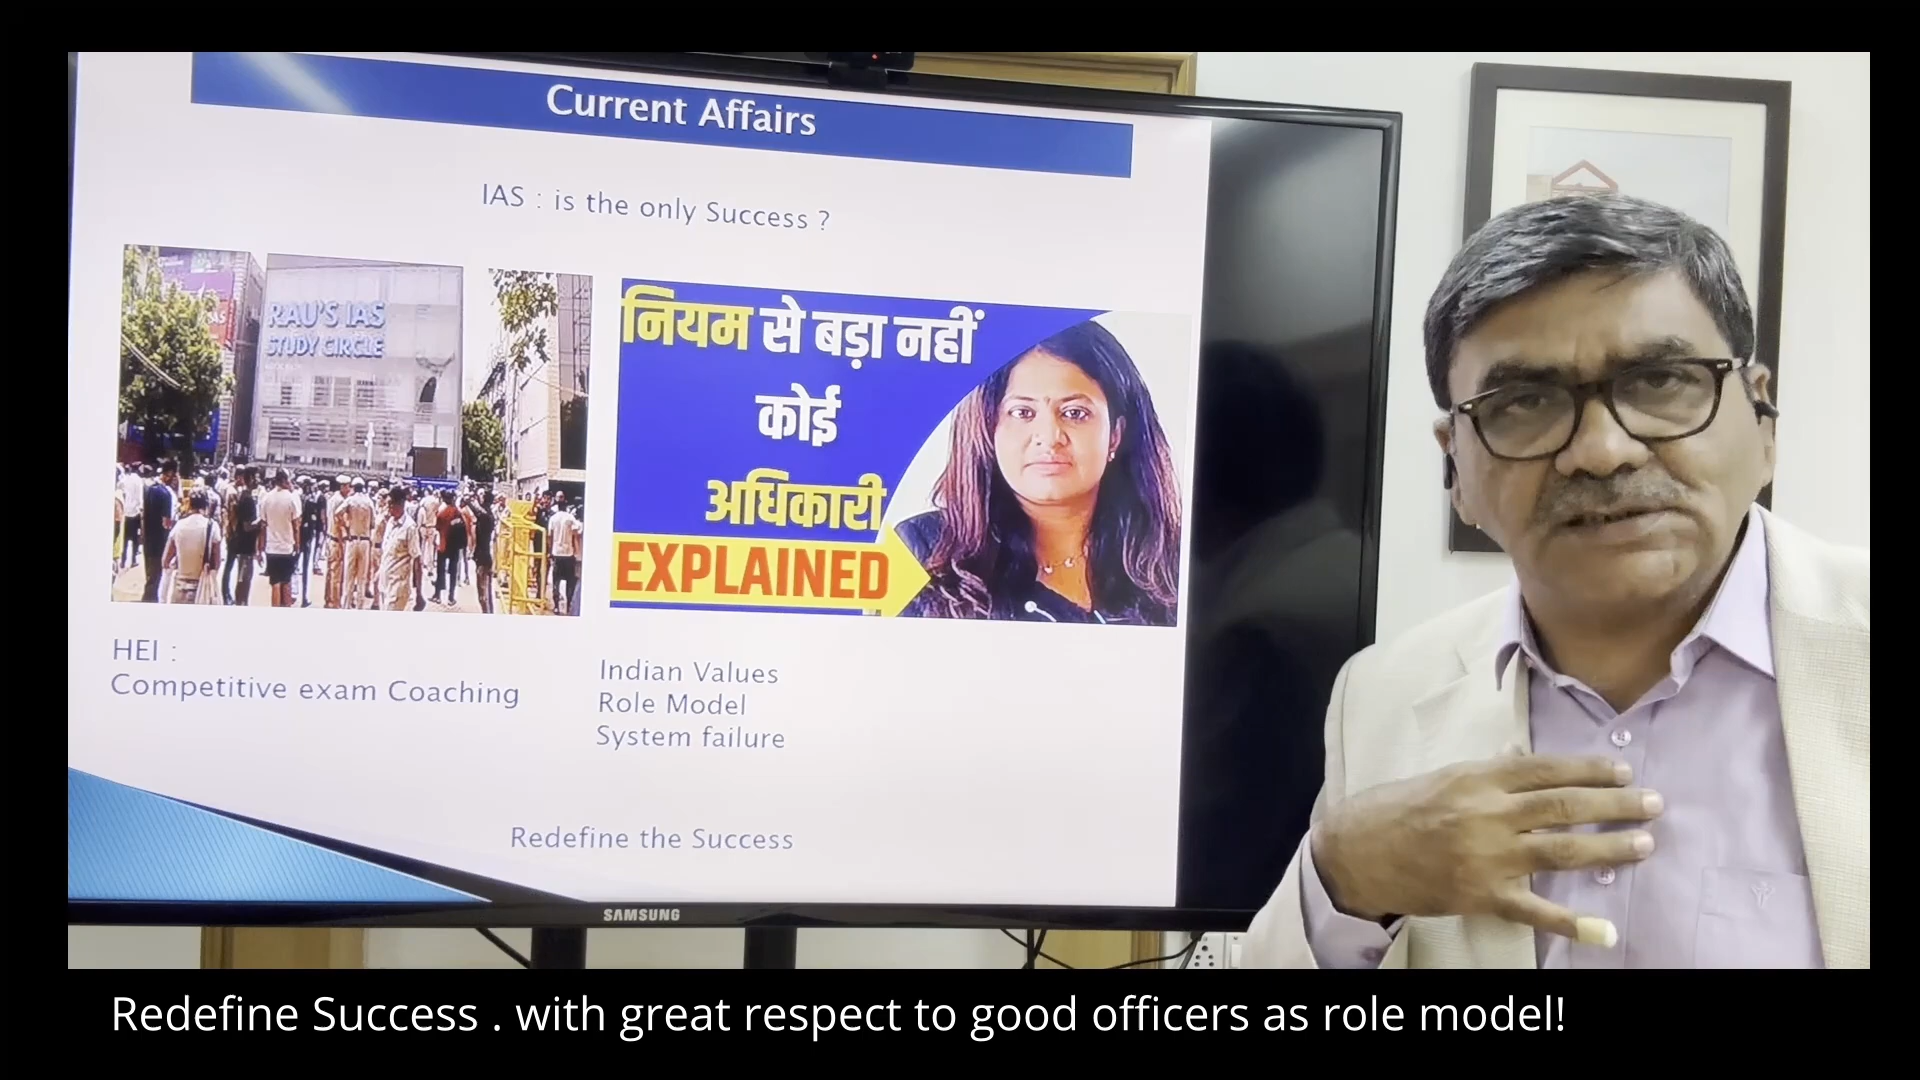 Current Affairs
IAS : is the only Success ?
RAU'S IAS
STUDY CIRCLE
नियम से बड़ा नहीं
कोई
अधिकारी
EXPLAINED
HEI :
Competitive exam Coaching
Indian Values
Role Model
System failure
Redefine the Success
SAMSUNG
Redefine Success . with great respect to good officers as role model!